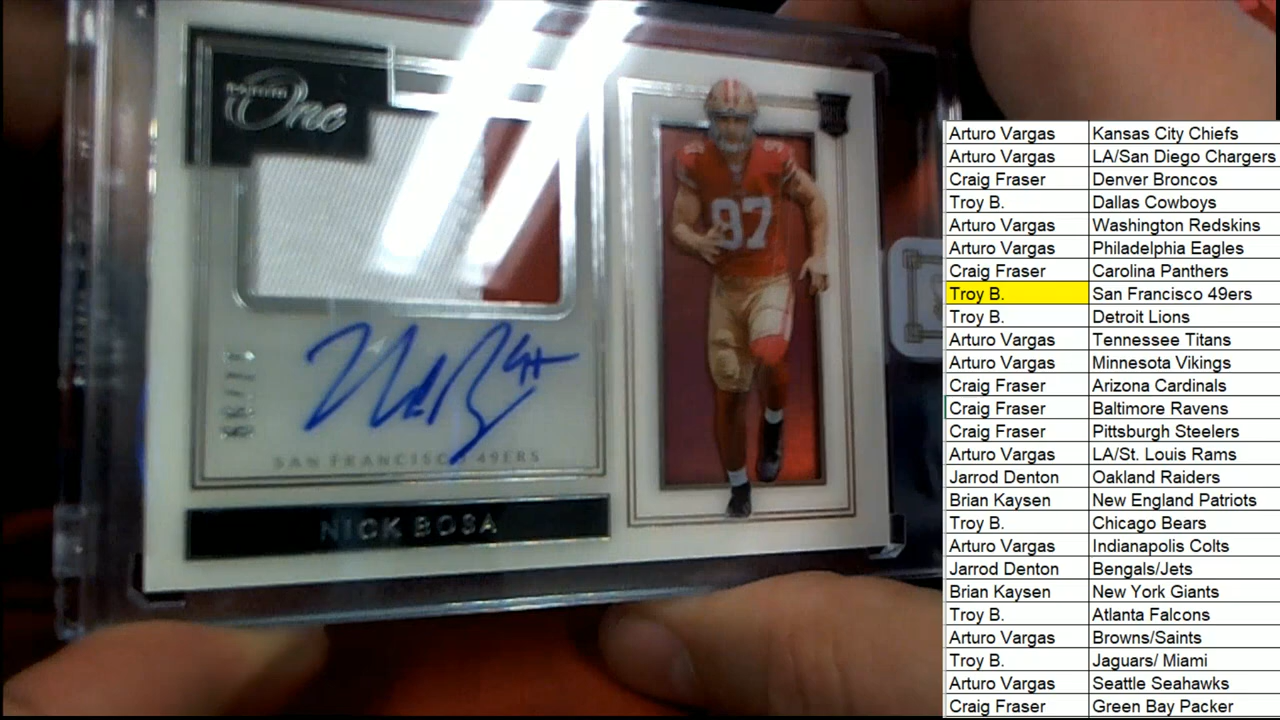 PANINI
One
RC
97
SAN FRANCISCO 49ERS
NICK BOSA
Arturo Vargas Kansas City Chiefs
Arturo Vargas LA/San Diego Chargers
Craig Fraser Denver Broncos
Troy B. Dallas Cowboys
Arturo Vargas Washington Redskins
Arturo Vargas Philadelphia Eagles
Craig Fraser Carolina Panthers
Troy B. San Francisco 49ers
Troy B. Detroit Lions
Arturo Vargas Tennessee Titans
Arturo Vargas Minnesota Vikings
Craig Fraser Arizona Cardinals
Craig Fraser Baltimore Ravens
Craig Fraser Pittsburgh Steelers
Arturo Vargas LA/St. Louis Rams
Jarrod Denton Oakland Raiders
Brian Kaysen New England Patriots
Troy B. Chicago Bears
Arturo Vargas Indianapolis Colts
Jarrod Denton Bengals/Jets
Brian Kaysen New York Giants
Troy B. Atlanta Falcons
Arturo Vargas Browns/Saints
Troy B. Jaguars/ Miami
Arturo Vargas Seattle Seahawks
Craig Fraser Green Bay Packer